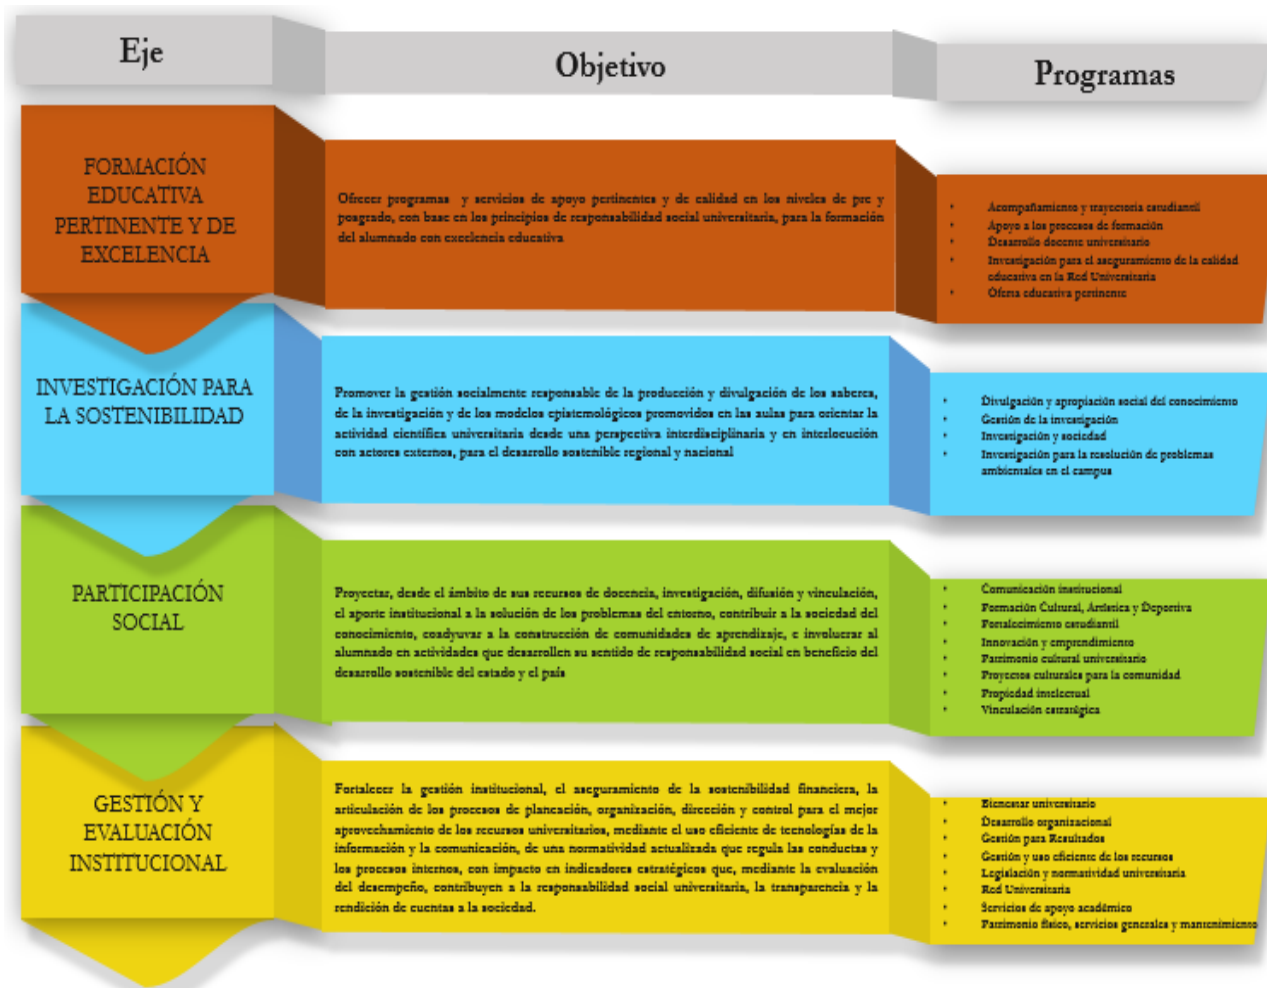 Eje
Objetivo
Programas
FORMACIÓN
EDUCATIVA
PERTINENTE Y DE
EXCELENCIA
Ofrecer programas y servicios de apoyo pertinentes y de calidad en los niveles de pre y
posgrado, con base en los principios de responsabilidad social universitaria, para la formación
del alumnado con excelencia educativa
• Acompañamiento y trayectoria estudiantil
• Apoyo a los procesos de formación
• Desarrollo docente universitario
• Investigación para el aseguramiento de la calidad
educativa en la Red Universitaria
• Oferta educativa pertinente
INVESTIGACIÓN PARA
LA SOSTENIBILIDAD
Promover la gestión socialmente responsable de la producción y divulgación de los saberes,
de la investigación y de los modelos epistemológicos promovidos en las aulas para orientar la
actividad científica universitaria desde una perspectiva interdisciplinaria y en interlocución
con actores externos, para el desarrollo sostenible regional y nacional
• Divulgación y apropiación social del conocimiento
• Gestión de la investigación
• Investigación y sociedad
• Investigación para la resolución de problemas
ambientales en el campus
PARTICIPACIÓN
SOCIAL
Proyectar, desde el ámbito de sus recursos de docencia, investigación, difusión y vinculación,
el aporte institucional a la solución de los problemas del entorno, contribuir a la sociedad del
conocimiento, coadyuvar a la construcción de comunidades de aprendizaje, e involucrar al
alumnado en actividades que desarrollen su sentido de responsabilidad social en beneficio del
desarrollo sostenible del estado y el país
• Comunicación institucional
• Formación Cultural, Artística y Deportiva
• Fortalecimiento estudiantil
• Innovación y emprendimiento
• Patrimonio cultural universitario
• Proyectos culturales para la comunidad
• Propiedad intelectual
• Vinculación estratégica
GESTIÓN Y
EVALUACIÓN
INSTITUCIONAL
Fortalecer la gestión institucional, el aseguramiento de la sostenibilidad financiera, la
articulación de los procesos de planeación, organización, dirección y control para el mejor
aprovechamiento de los recursos universitarios, mediante el uso eficiente de tecnologías de la
información y la comunicación, de una normatividad actualizada que regula las conductas y
los procesos internos, con impacto en indicadores estratégicos que, mediante la evaluación
del desempeño, contribuyen a la responsabilidad social universitaria, la transparencia y la
rendición de cuentas a la sociedad.
• Bienestar universitario
• Desarrollo organizacional
• Gestión para Resultados
• Gestión y uso eficiente de los recursos
• Legislación y normatividad universitaria
• Red Universitaria
• Servicios de apoyo académico
• Patrimonio físico, servicios generales y mantenimiento